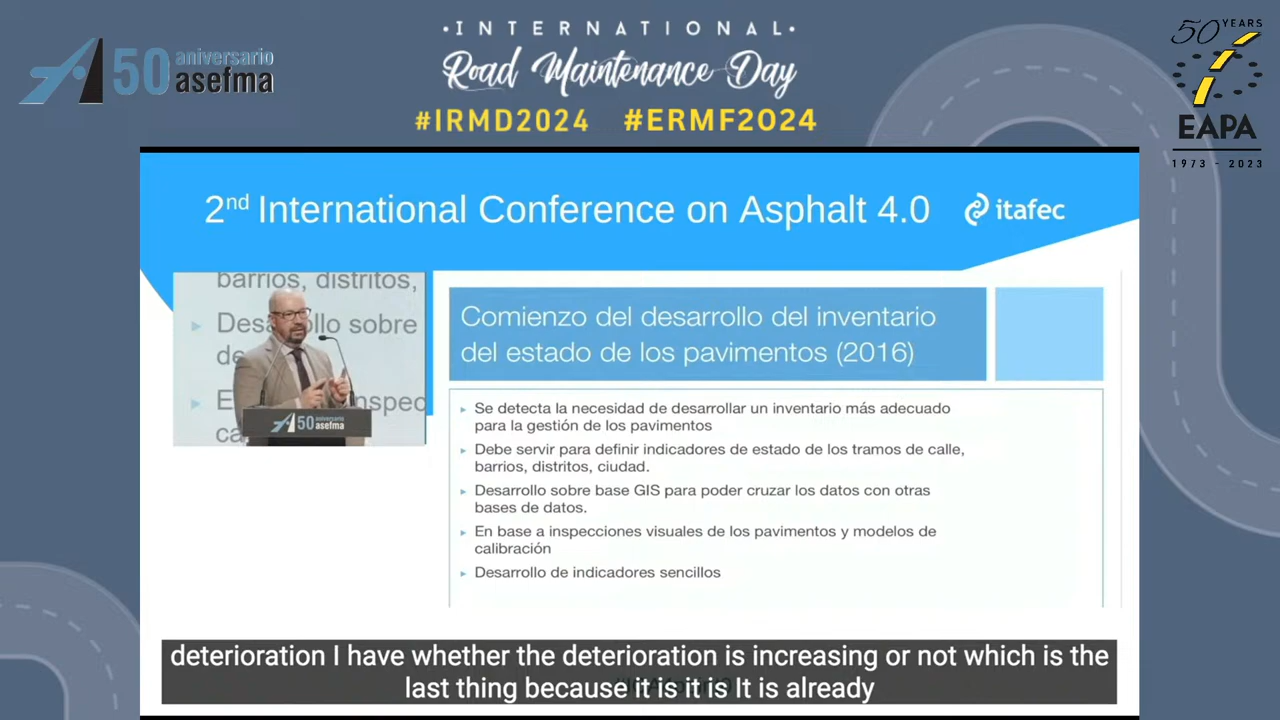 50 aniversario
asefma
·INTERNATIONAL·
Road Maintenance Day
#IRMD2024 #ERMF2024
50 YEARS
EAPA
1973 - 2023
2nd International Conference on Asphalt 4.0
itafec
barrios, distritos,
Desarrollo sobre
de
E nspec
ca
50 aniversario
asefma
Comienzo del desarrollo del inventario
del estado de los pavimentos (2016)
▸ Se detecta la necesidad de desarrollar un inventario más adecuado
para la gestión de los pavimentos
▸ Debe servir para definir indicadores de estado de los tramos de calle,
barrios, distritos, ciudad.
▸ Desarrollo sobre base GIS para poder cruzar los datos con otras
bases de datos.
▸ En base a inspecciones visuales de los pavimentos y modelos de
calibración
▸ Desarrollo de indicadores sencillos
deterioration I have whether the deterioration is increasing or not which is the
last thing because it is it is It is already